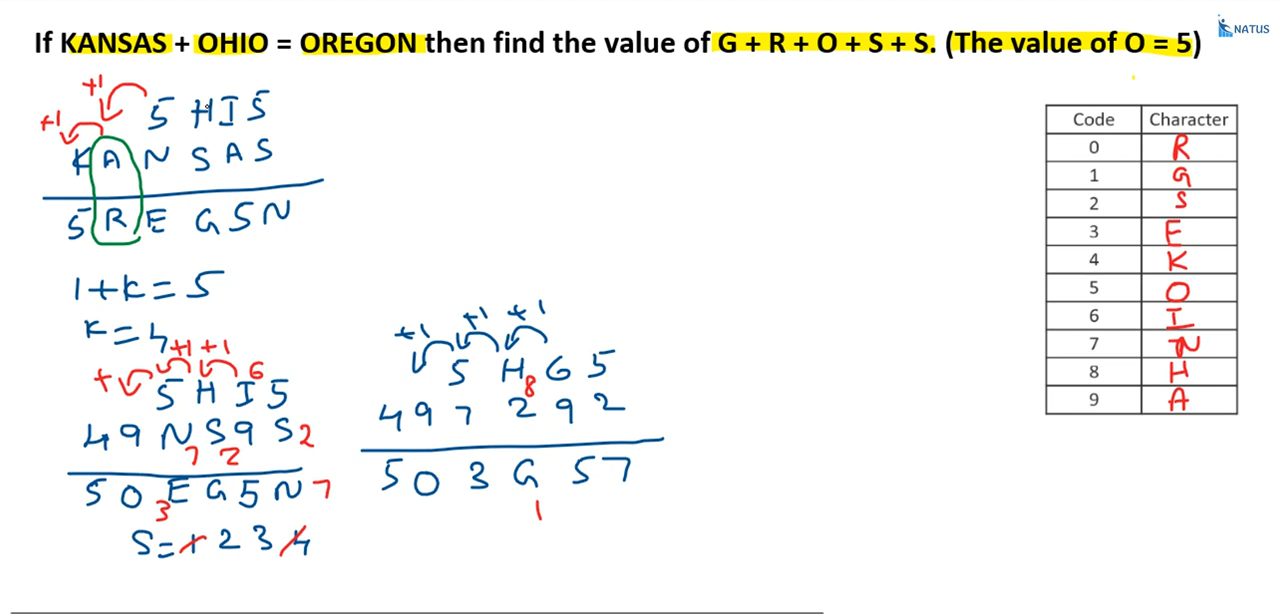 NATUS
If KANSAS + OHIO = OREGON then find the value of G + R + O + S + S. (The value of O = 5)
+1
+1
5 H I 5
K A N S A S
5 R E G 5 N
1 + K = 5
K = 4
+1 +1
+
6
5 H I 5
4 9 N S 9 S 2
7 2
5 0 E G 5 N 7
3
S = 1 2 3 4
+1 +1 +1
5 H 6 5
8
4 9 7 2 9 2
5 0 3 G 5 7
1
Code Character
0 R
1 G
2 S
3 E
4 K
5 O
6 I
7 N
8 H
9 A